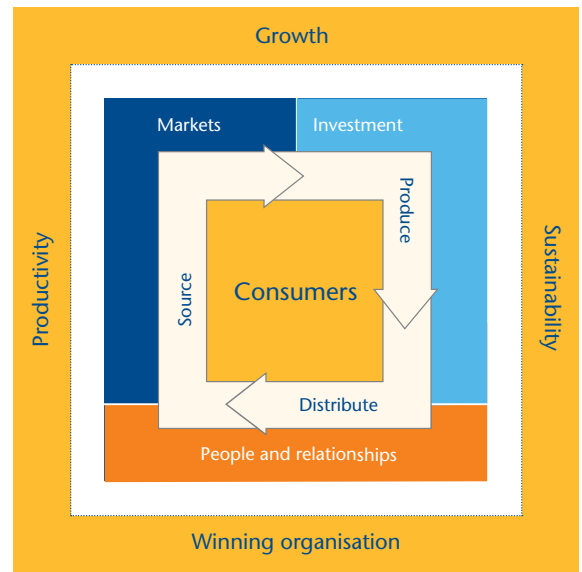 Growth
Markets
Investment
Produce
Source
Consumers
Productivity
Sustainability
Distribute
People and relationships
Winning organisation